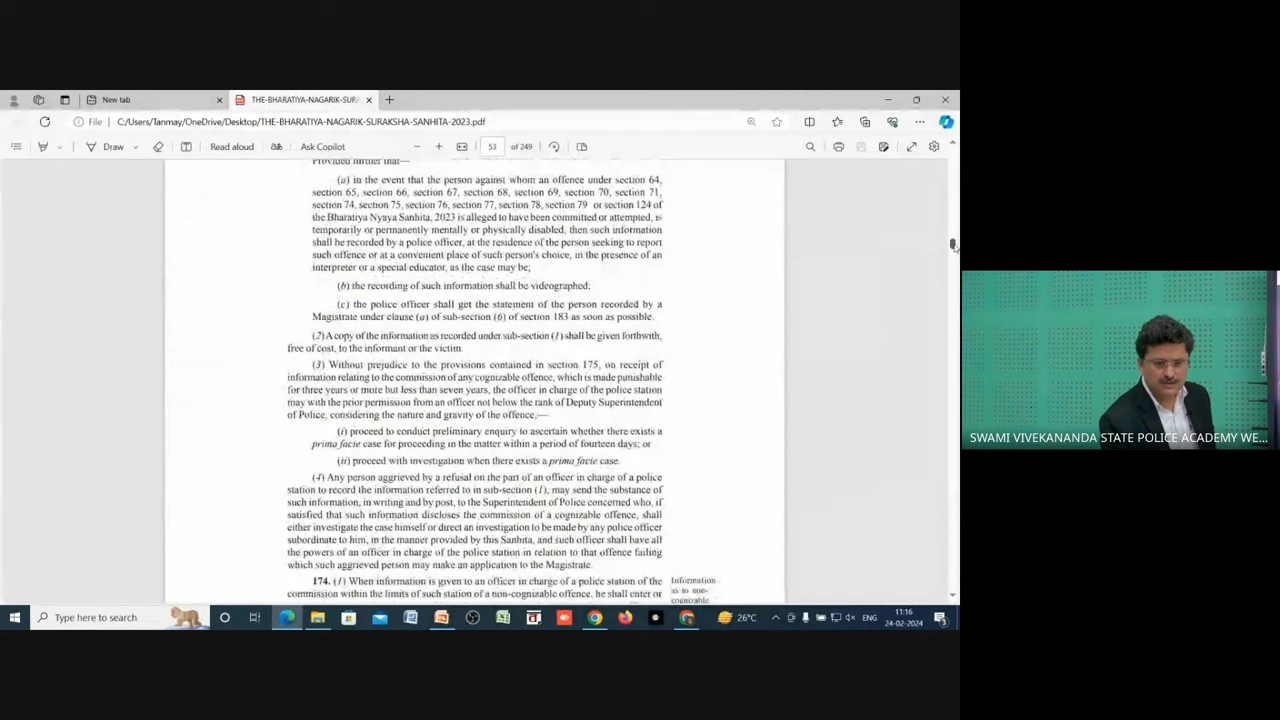 New tab
THE-BHARATIYA-NAGARIK-SUR
File
C:/Users/Tanmay/OneDrive/Desktop/THE-BHARATIYA-NAGARIK-SURAKSHA-SANHITA-2023.pdf
Draw
Read aloud
Ask Copilot
53
of 249
Provided further that—
(a) in the event that the person against whom an offence under section 64,
section 65, section 66, section 67, section 68, section 69, section 70, section 71,
section 74, section 75, section 76, section 77, section 78, section 79 or section 124 of
the Bharatiya Nyaya Sanhita, 2023 is alleged to have been committed or attempted, is
temporarily or permanently mentally or physically disabled, then such information
shall be recorded by a police officer, at the residence of the person seeking to report
such offence or at a convenient place of such person's choice, in the presence of an
interpreter or a special educator, as the case may be;
(b) the recording of such information shall be videographed;
(c) the police officer shall get the statement of the person recorded by a
Magistrate under clause (a) of sub-section (6) of section 183 as soon as possible.
(2) A copy of the information as recorded under sub-section (1) shall be given forthwith,
free of cost, to the informant or the victim.
(3) Without prejudice to the provisions contained in section 175, on receipt of
information relating to the commission of any cognizable offence, which is made punishable
for three years or more but less than seven years, the officer in charge of the police station
may with the prior permission from an officer not below the rank of Deputy Superintendent
of Police, considering the nature and gravity of the offence,—
(i) proceed to conduct preliminary enquiry to ascertain whether there exists a
prima facie case for proceeding in the matter within a period of fourteen days; or
(ii) proceed with investigation when there exists a prima facie case.
(4) Any person aggrieved by a refusal on the part of an officer in charge of a police
station to record the information referred to in sub-section (1), may send the substance of
such information, in writing and by post, to the Superintendent of Police concerned who, if
satisfied that such information discloses the commission of a cognizable offence, shall
either investigate the case himself or direct an investigation to be made by any police officer
subordinate to him, in the manner provided by this Sanhita, and such officer shall have all
the powers of an officer in charge of the police station in relation to that offence failing
which such aggrieved person may make an application to the Magistrate.
174. (1) When information is given to an officer in charge of a police station of the
commission within the limits of such station of a non-cognizable offence, he shall enter or
Information
as to non-
cognizable
SWAMI VIVEKANANDA STATE POLICE ACADEMY WE...
Type here to search
26°C
ENG
11:16
24-02-2024
3